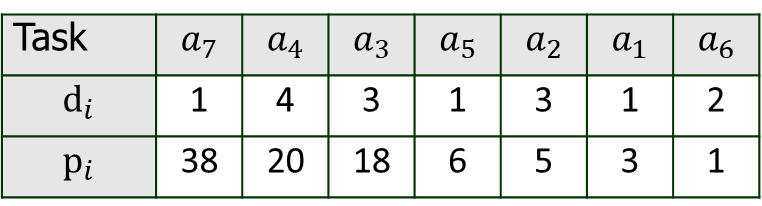 Task a₇ a₄ a₃ a₅ a₂ a₁ a₆
dᵢ 1 4 3 1 3 1 2
pᵢ 38 20 18 6 5 3 1